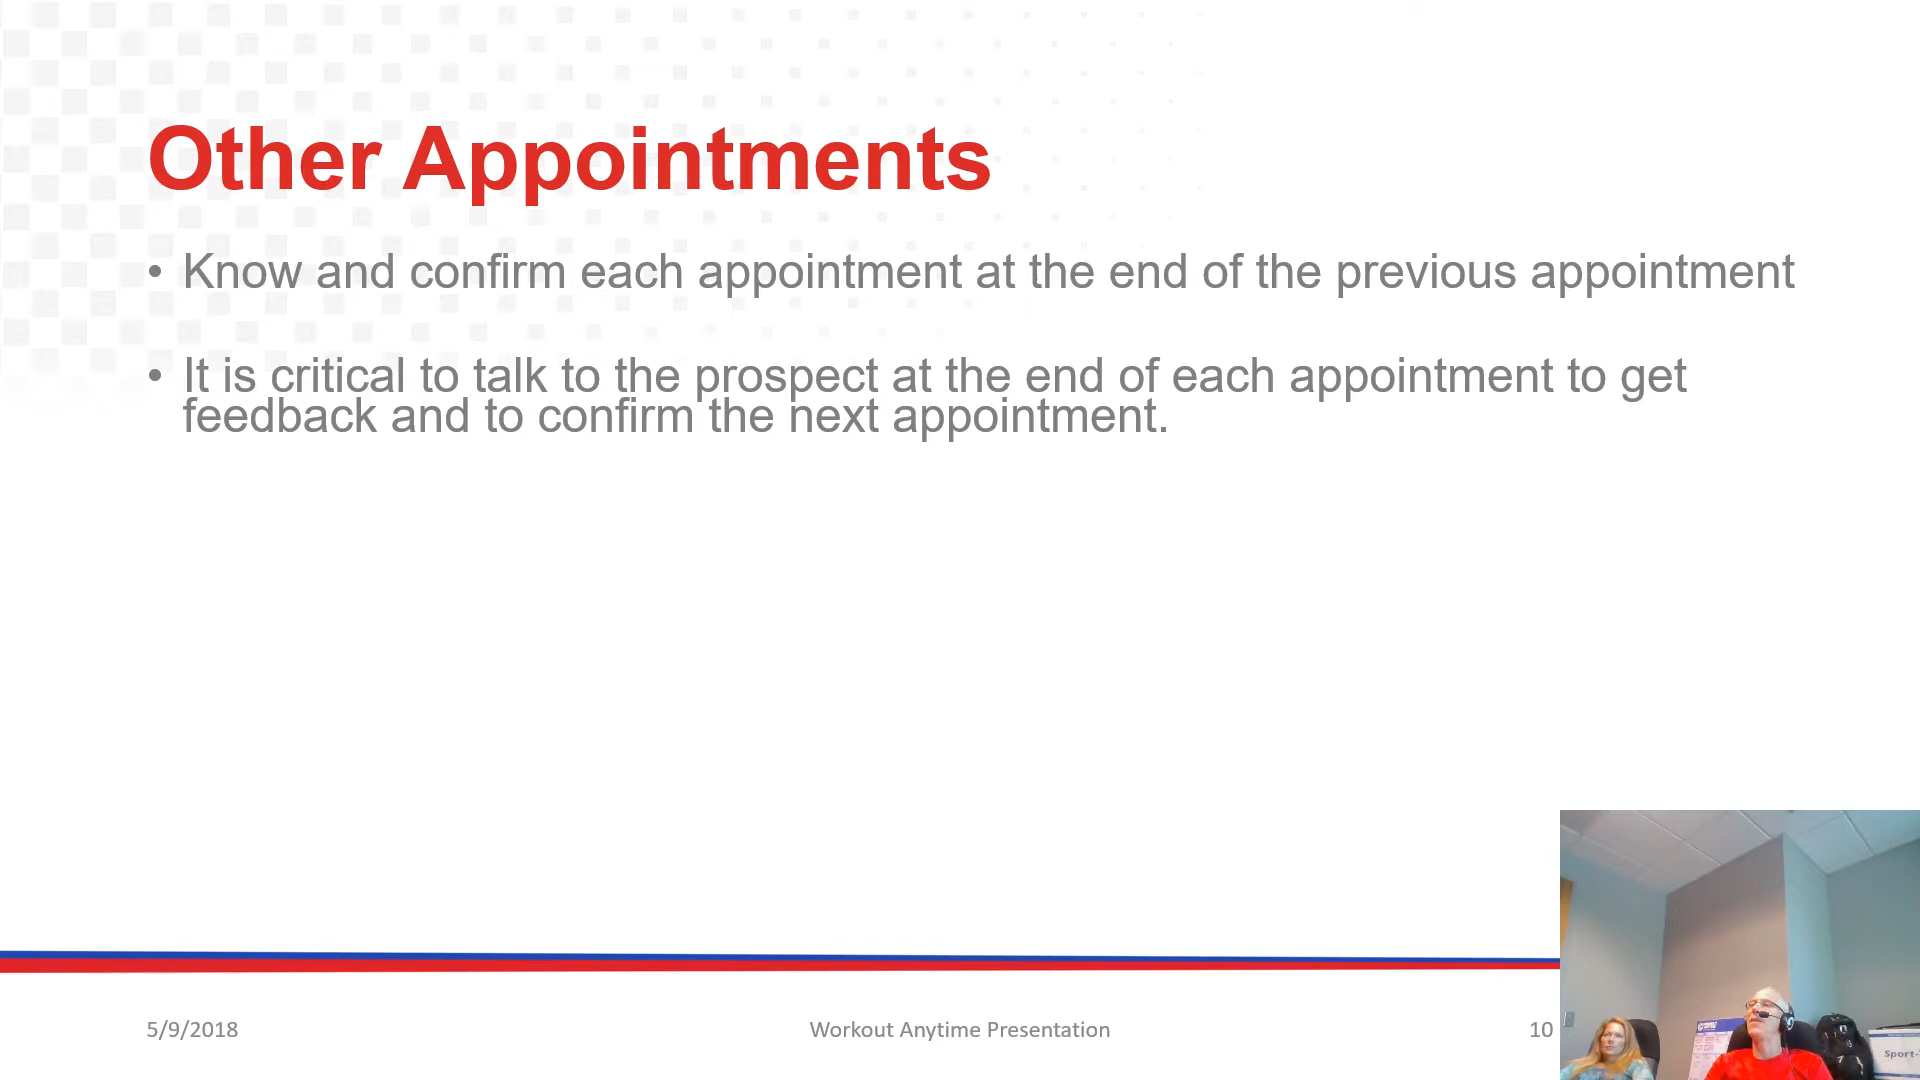 Other Appointments
• Know and confirm each appointment at the end of the previous appointment
• It is critical to talk to the prospect at the end of each appointment to get
feedback and to confirm the next appointment.
5/9/2018
Workout Anytime Presentation
10
Sport-